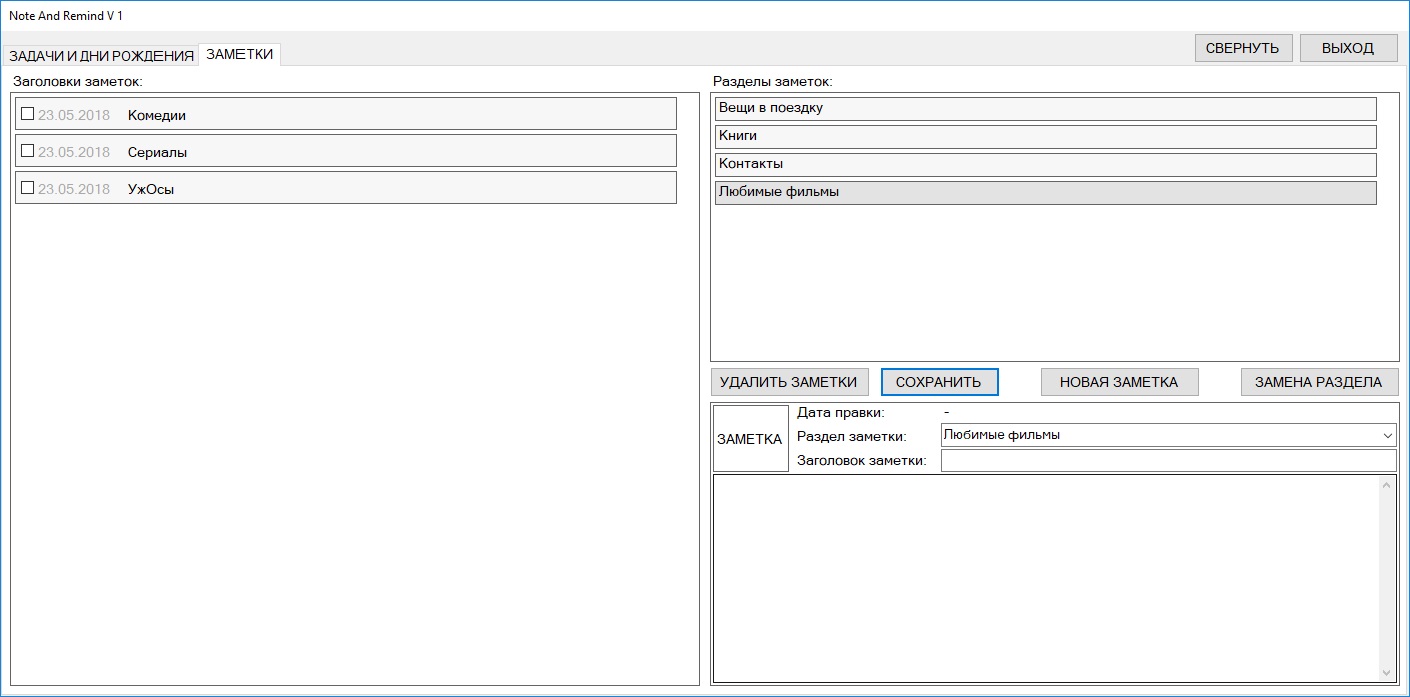 Note And Remind V 1
ЗАДАЧИ И ДНИ РОЖДЕНИЯ ЗАМЕТКИ СВЕРНУТЬ ВЫХОД
Заголовки заметок:
23.05.2018 Комедии
23.05.2018 Сериалы
23.05.2018 УжОсы
Разделы заметок:
Вещи в поездку
Книги
Контакты
Любимые фильмы
УДАЛИТЬ ЗАМЕТКИ СОХРАНИТЬ НОВАЯ ЗАМЕТКА ЗАМЕНА РАЗДЕЛА
ЗАМЕТКА
Дата правки: -
Раздел заметки: Любимые фильмы
Заголовок заметки: